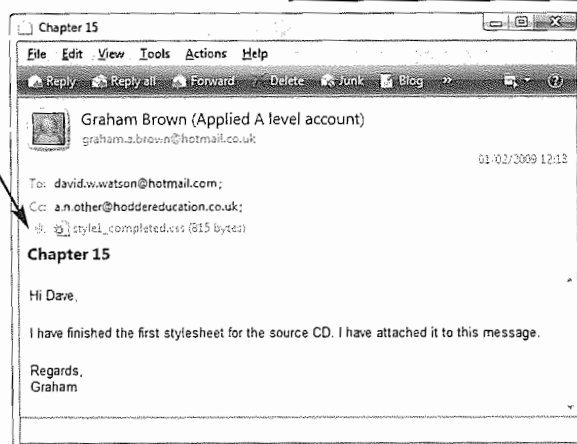 Chapter 15
File Edit View Tools Actions Help
Reply Reply all Forward Delete Junk Blog »
Graham Brown (Applied A level account)
graham.a.brown@hotmail.co.uk
01/02/2009 12:13
To: david.w.watson@hotmail.com;
Cc: a.n.other@hoddereducation.co.uk;
style1_completed.css (815 bytes)
Chapter 15
Hi Dave,
I have finished the first stylesheet for the source CD. I have attached it to this message.
Regards,
Graham